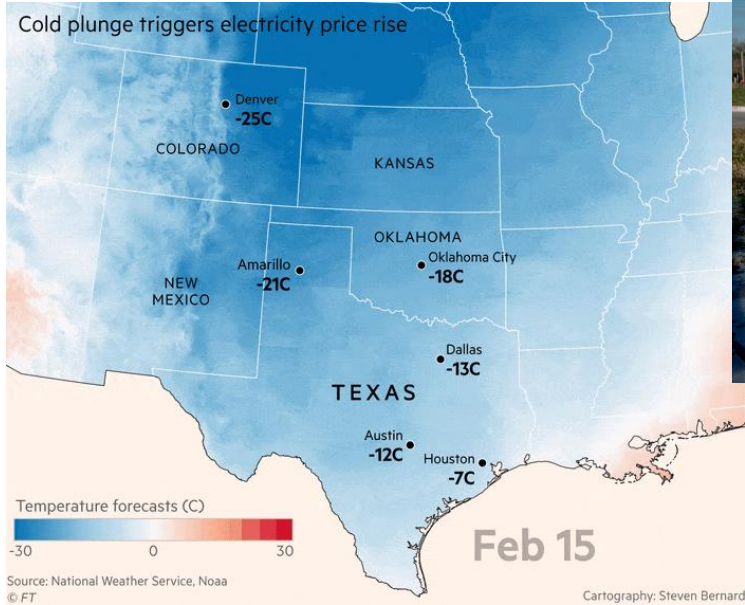 Cold plunge triggers electricity price rise
Denver
-25C
COLORADO
KANSAS
OKLAHOMA
Amarillo
-21C
Oklahoma City
-18C
NEW
MEXICO
Dallas
-13C
TEXAS
Austin
-12C
Houston
-7C
Temperature forecasts (C)
-30 0 30
Feb 15
Source: National Weather Service, Noaa
© FT
Cartography: Steven Bernard